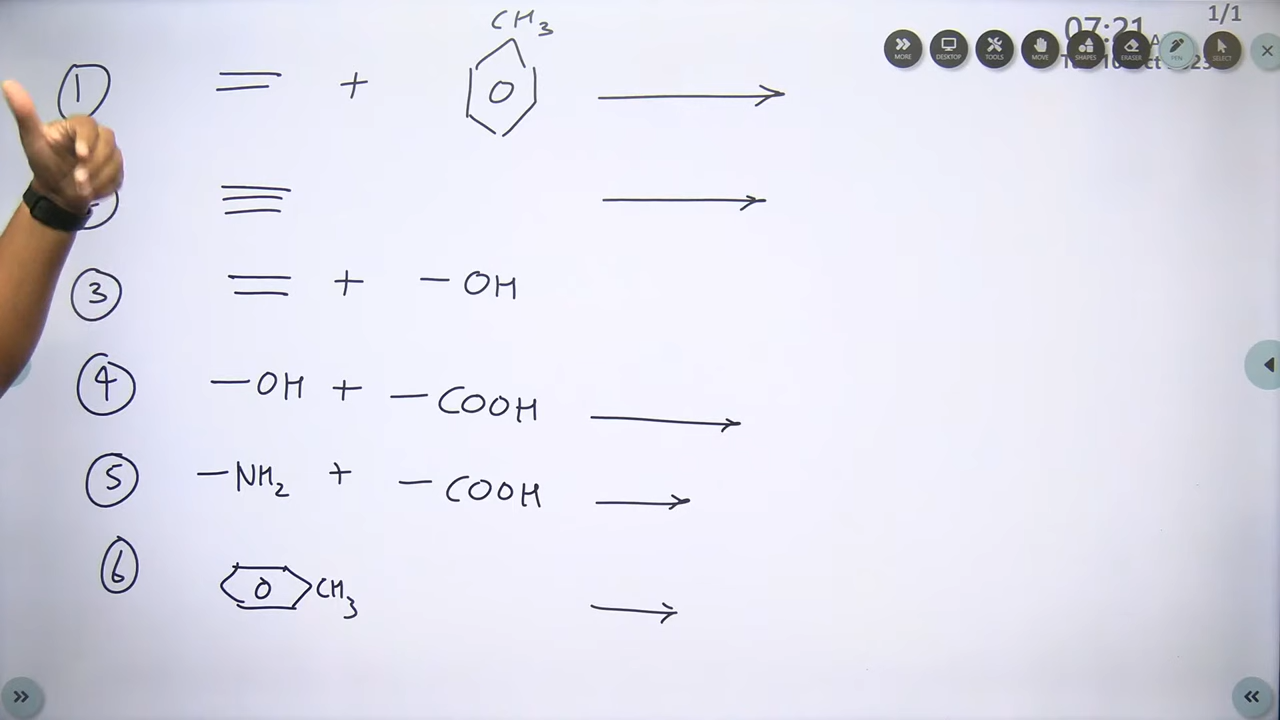 1/1
07:21
MORE DESKTOP TOOLS MOVE SHAPES ERASER PEN SELECT
CH3
① = + O ⟶
≡ ⟶
③ = + – OH
④ –OH + – COOH ⟶
⑤ –NH2 + – COOH ⟶
⑥ O CH3 ⟶